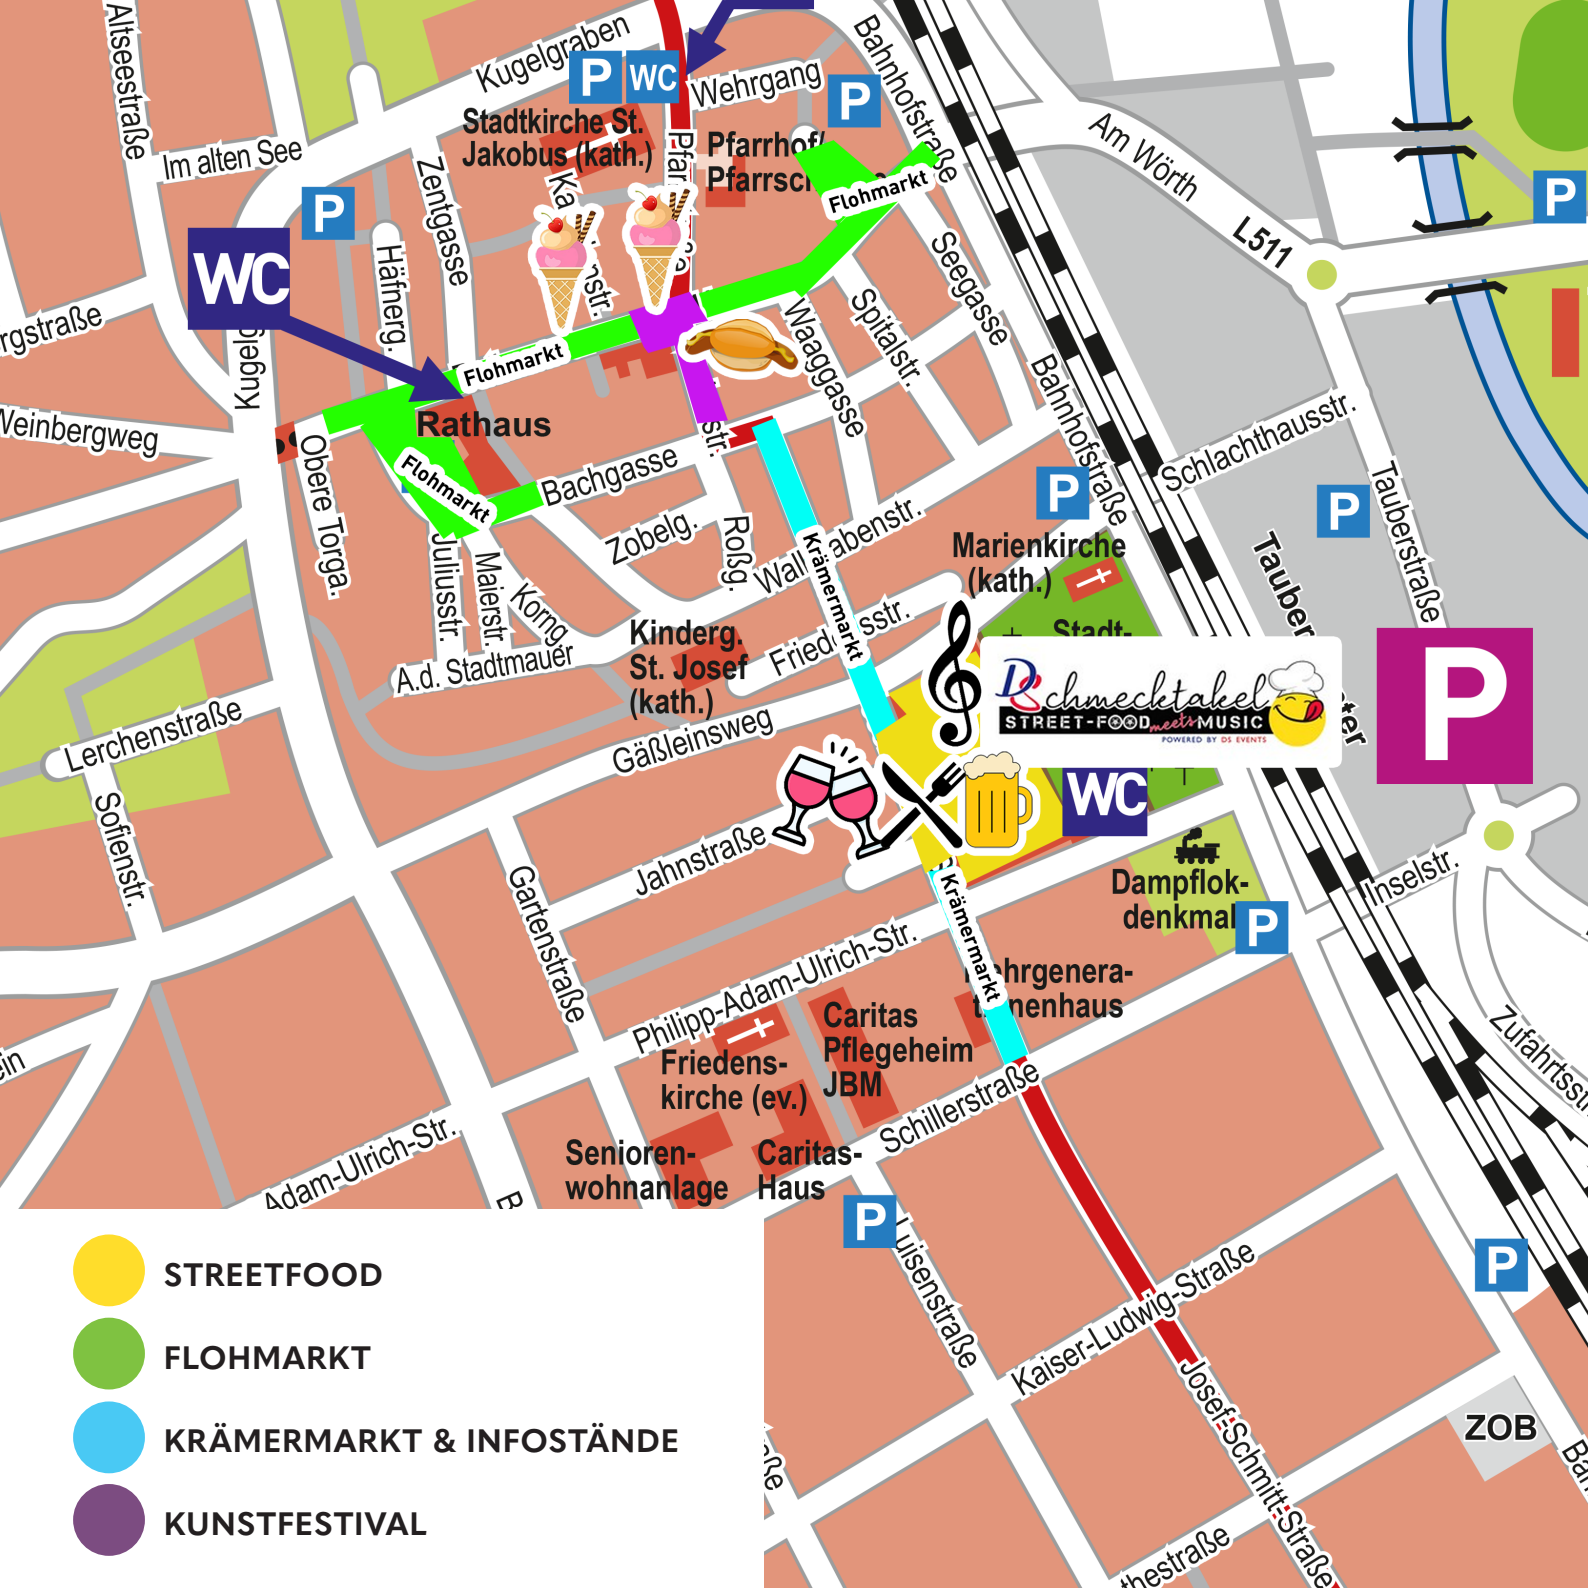 Altseestraße
Kugelgraben
P
WC
Wehrgang
P
Bahnhofstraße
Am Wörth
L511
P
Im alten See
Stadtkirche St.
Jakobus (kath.)
Pfarrhof/
Zentgasse
P
WC
Häfnerg.
Flohmarkt
Seegasse
Spitalstr.
Waaggasse
Bahnhofstraße
Schlachthausstr.
Tauberstraße
P
P
Weinbergweg
Flohmarkt
Rathaus
Flohmarkt
Bachgasse
Obere Torga.
Zobelg.
Roßg.
Krämermarkt
Marienkirche
(kath.)
Juliusstr.
Maierstr.
Korng.
A.d. Stadtmauer
Kinderg.
St. Josef
(kath.)
Stadt-
DS chmecktakel
STREET-FOOD meets MUSIC
POWERED BY DS EVENTS
P
WC
Lerchenstraße
Gäßleinsweg
Sofienstr.
Jahnstraße
Gartenstraße
Dampflok-
denkmal
P
Inselstr.
Krämermarkt
Philipp-Adam-Ulrich-Str.
Friedens-
kirche (ev.)
Caritas
Pflegeheim
JBM
Schillerstraße
Adam-Ulrich-Str.
Senioren-
wohnanlage
Caritas-
Haus
P
Luisenstraße
Kaiser-Ludwig-Straße
P
Josef-Schmitt-Straße
ZOB
STREETFOOD
FLOHMARKT
KRÄMERMARKT & INFOSTÄNDE
KUNSTFESTIVAL